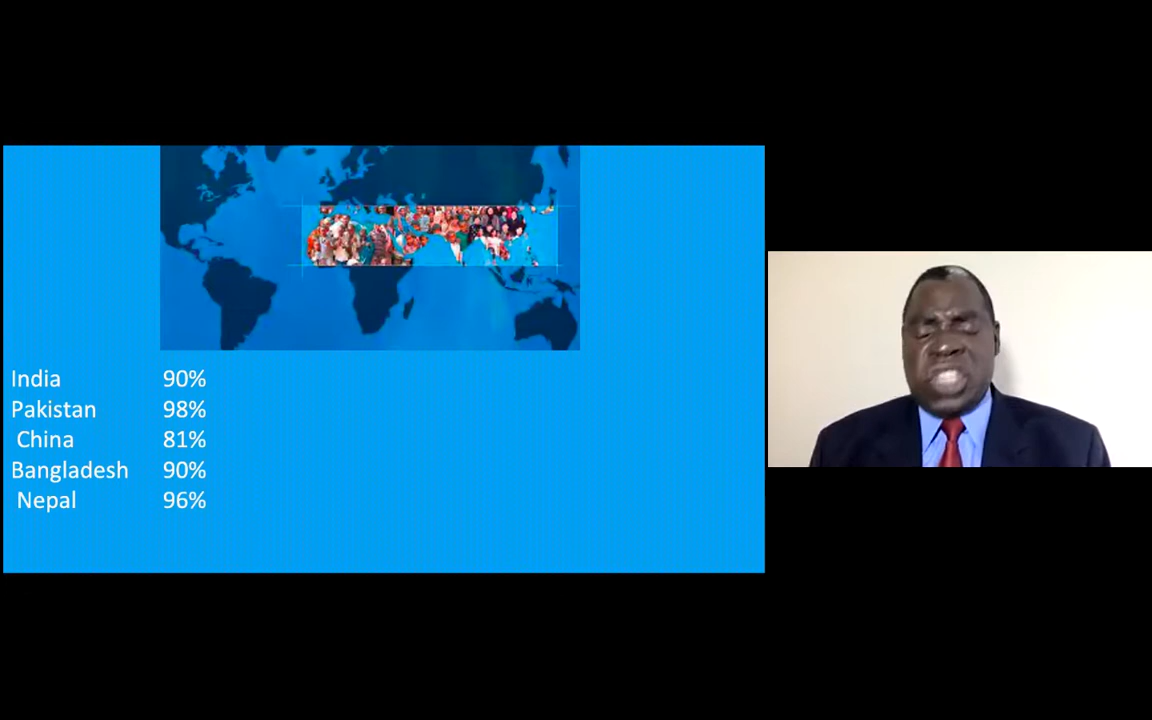 India 90%
Pakistan 98%
China 81%
Bangladesh 90%
Nepal 96%